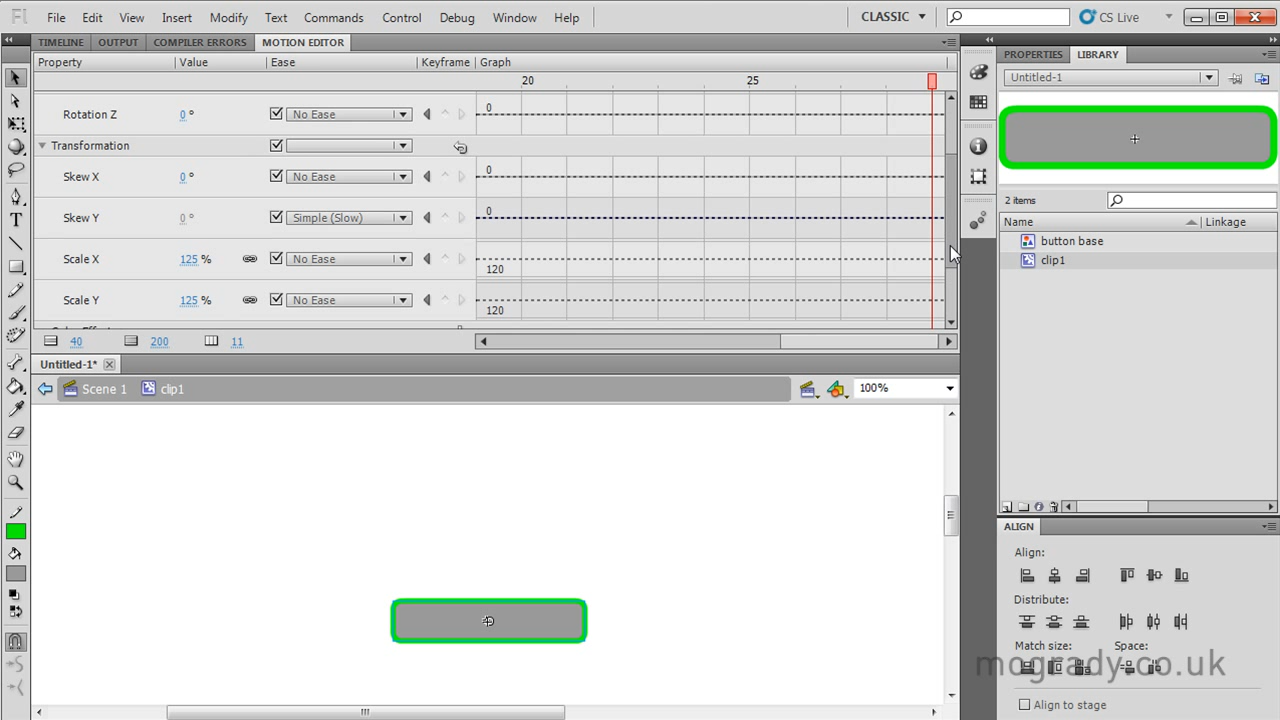 Fl File Edit View Insert Modify Text Commands Control Debug Window Help CLASSIC CS Live
TIMELINE OUTPUT COMPILER ERRORS MOTION EDITOR
Property Value Ease Keyframe Graph
20 25
Rotation Z 0 ° No Ease 0
Transformation
Skew X 0 ° No Ease 0
Skew Y 0 ° Simple (Slow) 0
Scale X 125 % No Ease 120
Scale Y 125 % No Ease 120
40 200 11
Untitled-1*
Scene 1 clip1 100%
PROPERTIES LIBRARY
Untitled-1
2 items
Name Linkage
button base
clip1
ALIGN
Align:
Distribute:
Match size: Space:
mogrady.co.uk
Align to stage